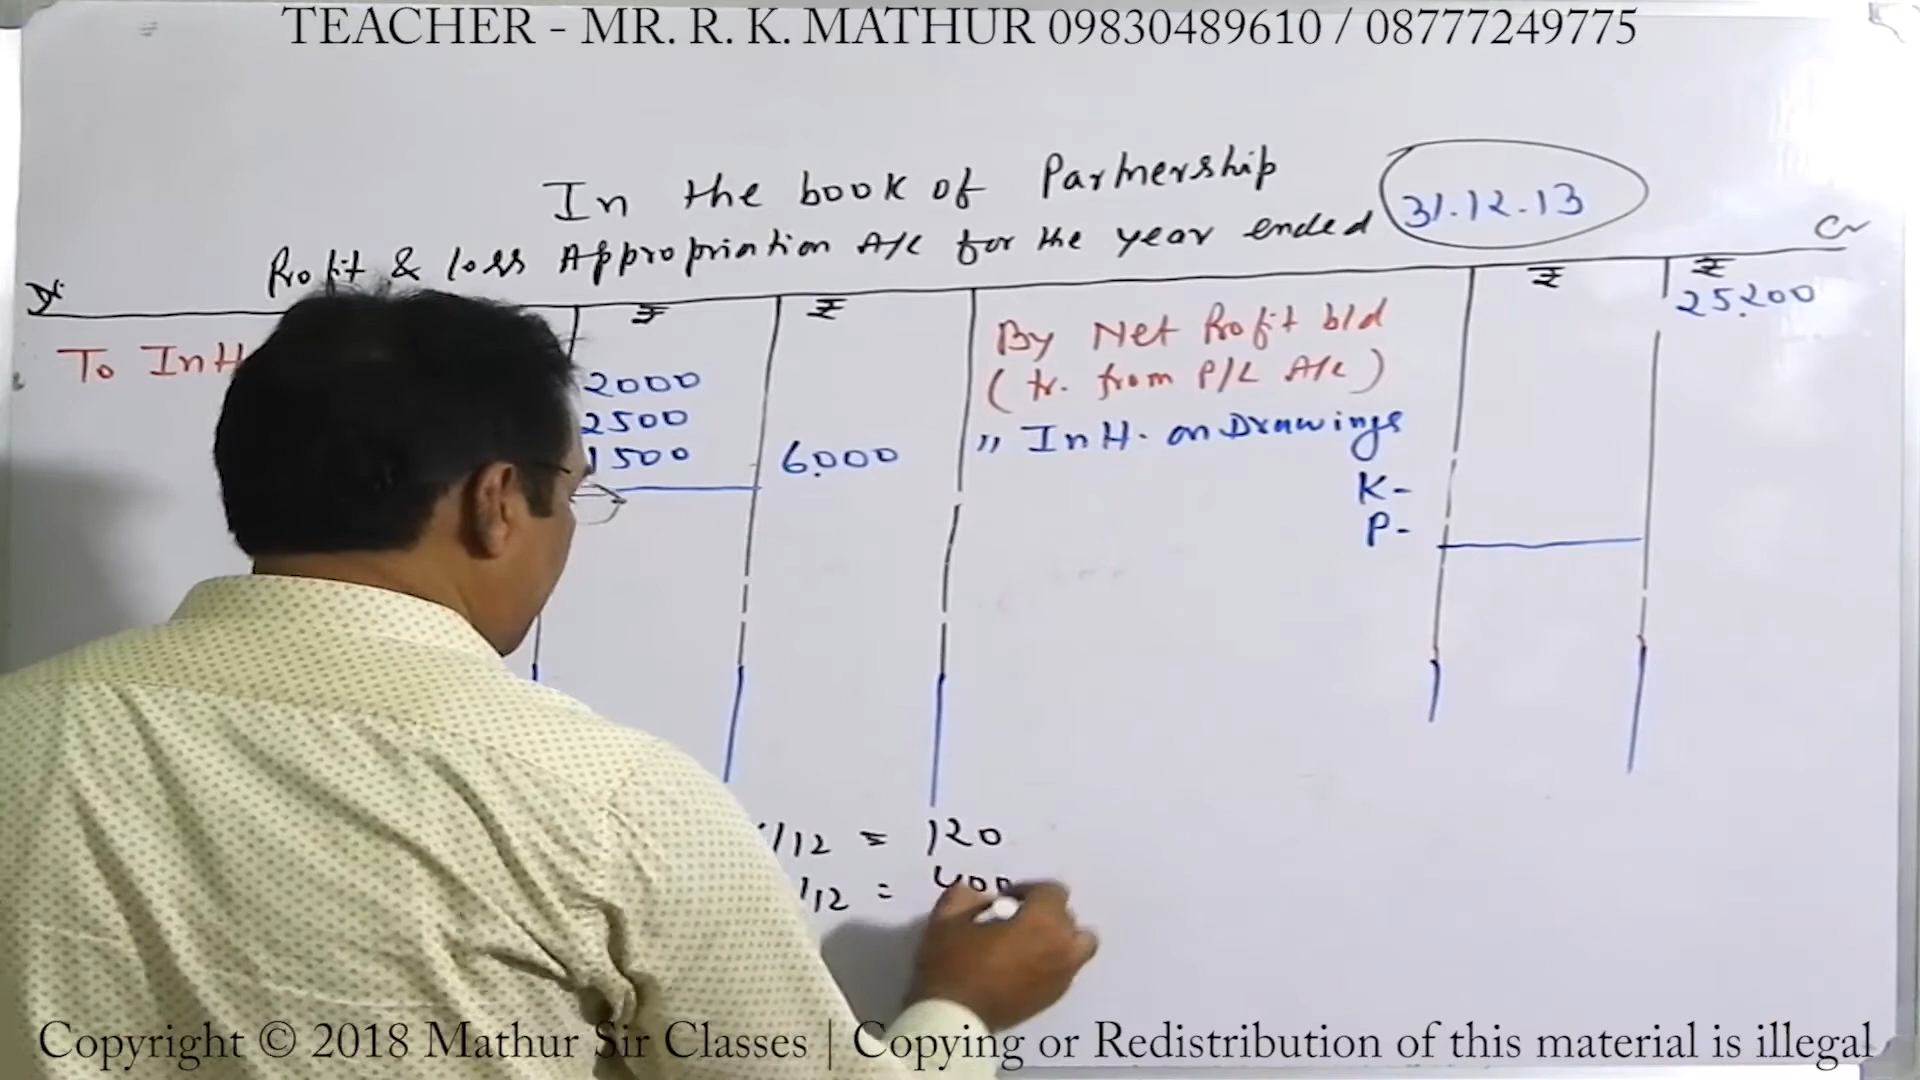 TEACHER - MR. R. K. MATHUR 09830489610 / 08777249775
In the book of Partnership
Profit & loss Appropriation A/c for the year ended 31.12.13
Dr Cr
₹ ₹ ₹ ₹
To Int
2000
2500
1500 6000
By Net Profit b/d 25,200
(tr. from P/L A/c)
,, Int. on Drawings
K-
P-
/12 = 120
/12 = 400
Copyright © 2018 Mathur Sir Classes | Copying or Redistribution of this material is illegal